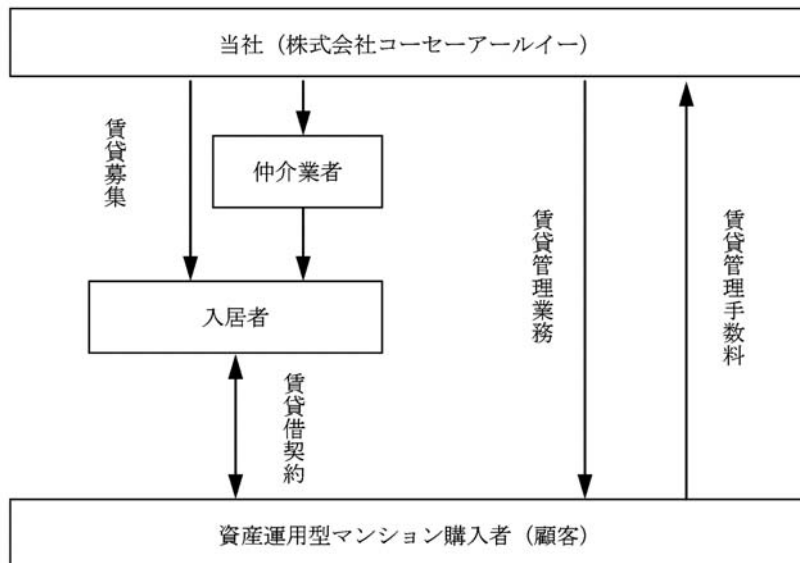 当社（株式会社コーセーアールイー）
賃貸募集
仲介業者
入居者
賃貸借契約
賃貸管理業務
賃貸管理手数料
資産運用型マンション購入者（顧客）